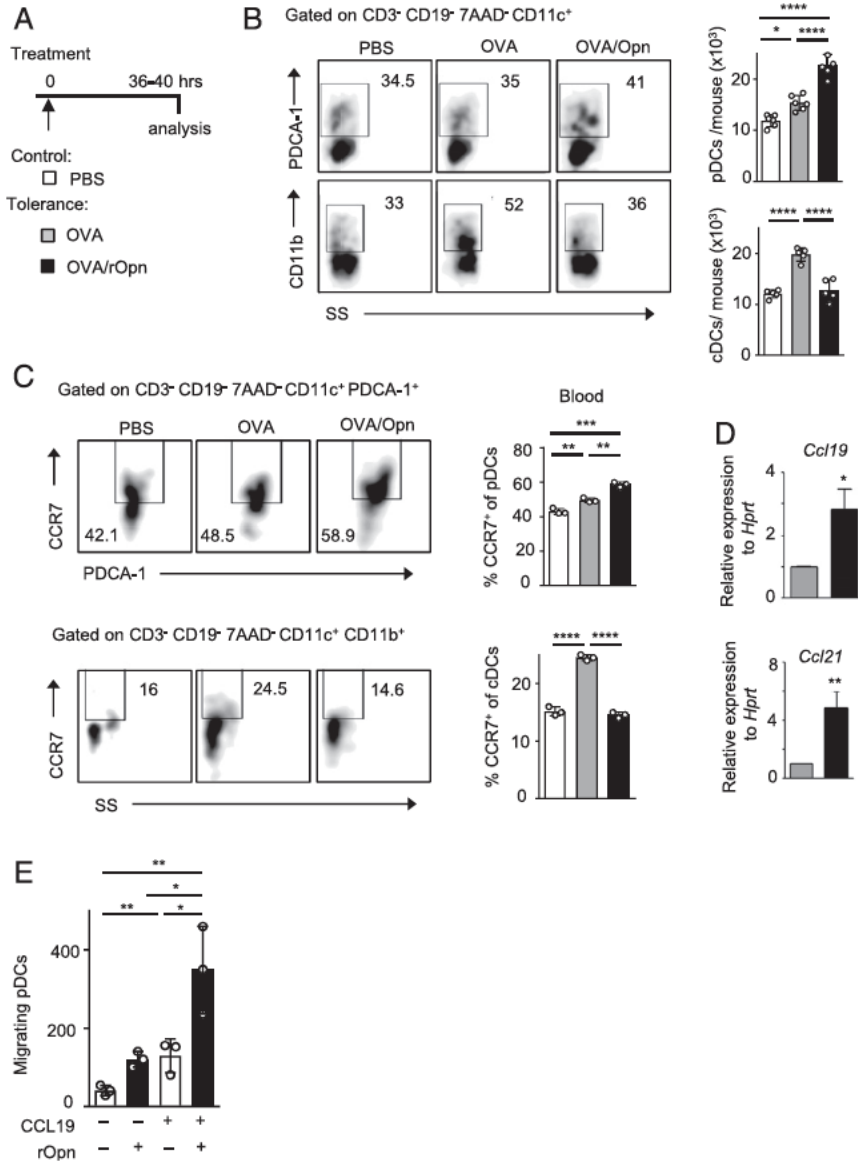 A
Treatment
0 36-40 hrs
analysis
Control:
PBS
Tolerance:
OVA
OVA/rOpn
B
Gated on CD3- CD19- 7AAD- CD11c+
PBS OVA OVA/Opn
PDCA-1
34.5 35 41
CD11b
33 52 36
SS
****
* ****
pDCs /mouse (x10³)
20
10
0
**** ****
cDCs/ mouse (x10³)
20
10
0
C
Gated on CD3- CD19- 7AAD- CD11c+ PDCA-1+
PBS OVA OVA/Opn
CCR7
42.1 48.5 58.9
PDCA-1
Blood
***
** **
% CCR7+ of pDCs
80
60
40
20
0
Gated on CD3- CD19- 7AAD- CD11c+ CD11b+
CCR7
16 24.5 14.6
SS
**** ****
% CCR7+ of cDCs
20
10
0
D
Ccl19
*
Relative expression
to Hprt
4
2
0
Ccl21
**
Relative expression
to Hprt
8
4
0
E
**
*
** *
Migrating pDCs
400
200
0
CCL19 – – + +
rOpn – + – +